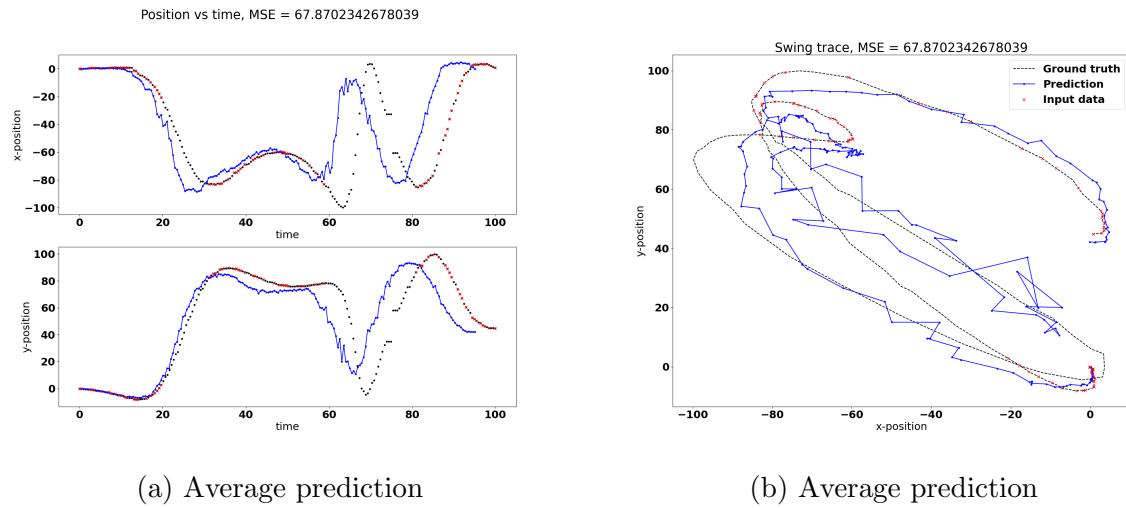 Position vs time, MSE = 67.8702342678039
0
−20
−40
−60
−80
−100
x-position
0 20 40 60 80 100
time
100
80
60
40
20
0
y-position
0 20 40 60 80 100
time
(a) Average prediction
Swing trace, MSE = 67.8702342678039
Ground truth
Prediction
Input data
100
80
60
40
20
0
y-position
−100 −80 −60 −40 −20 0
x-position
(b) Average prediction